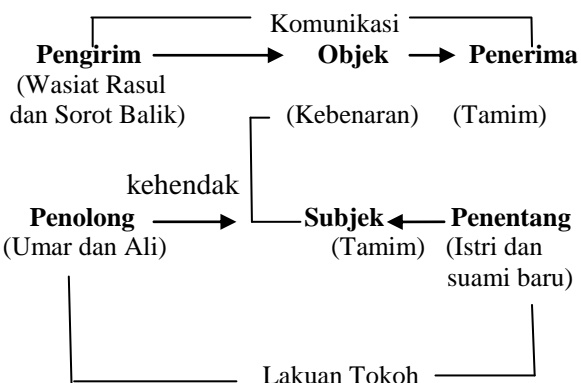 Komunikasi
Pengirim Objek Penerima
(Wasiat Rasul
dan Sorot Balik) (Kebenaran) (Tamim)
kehendak
Penolong Subjek Penentang
(Umar dan Ali) (Tamim) (Istri dan
suami baru)
Lakuan Tokoh